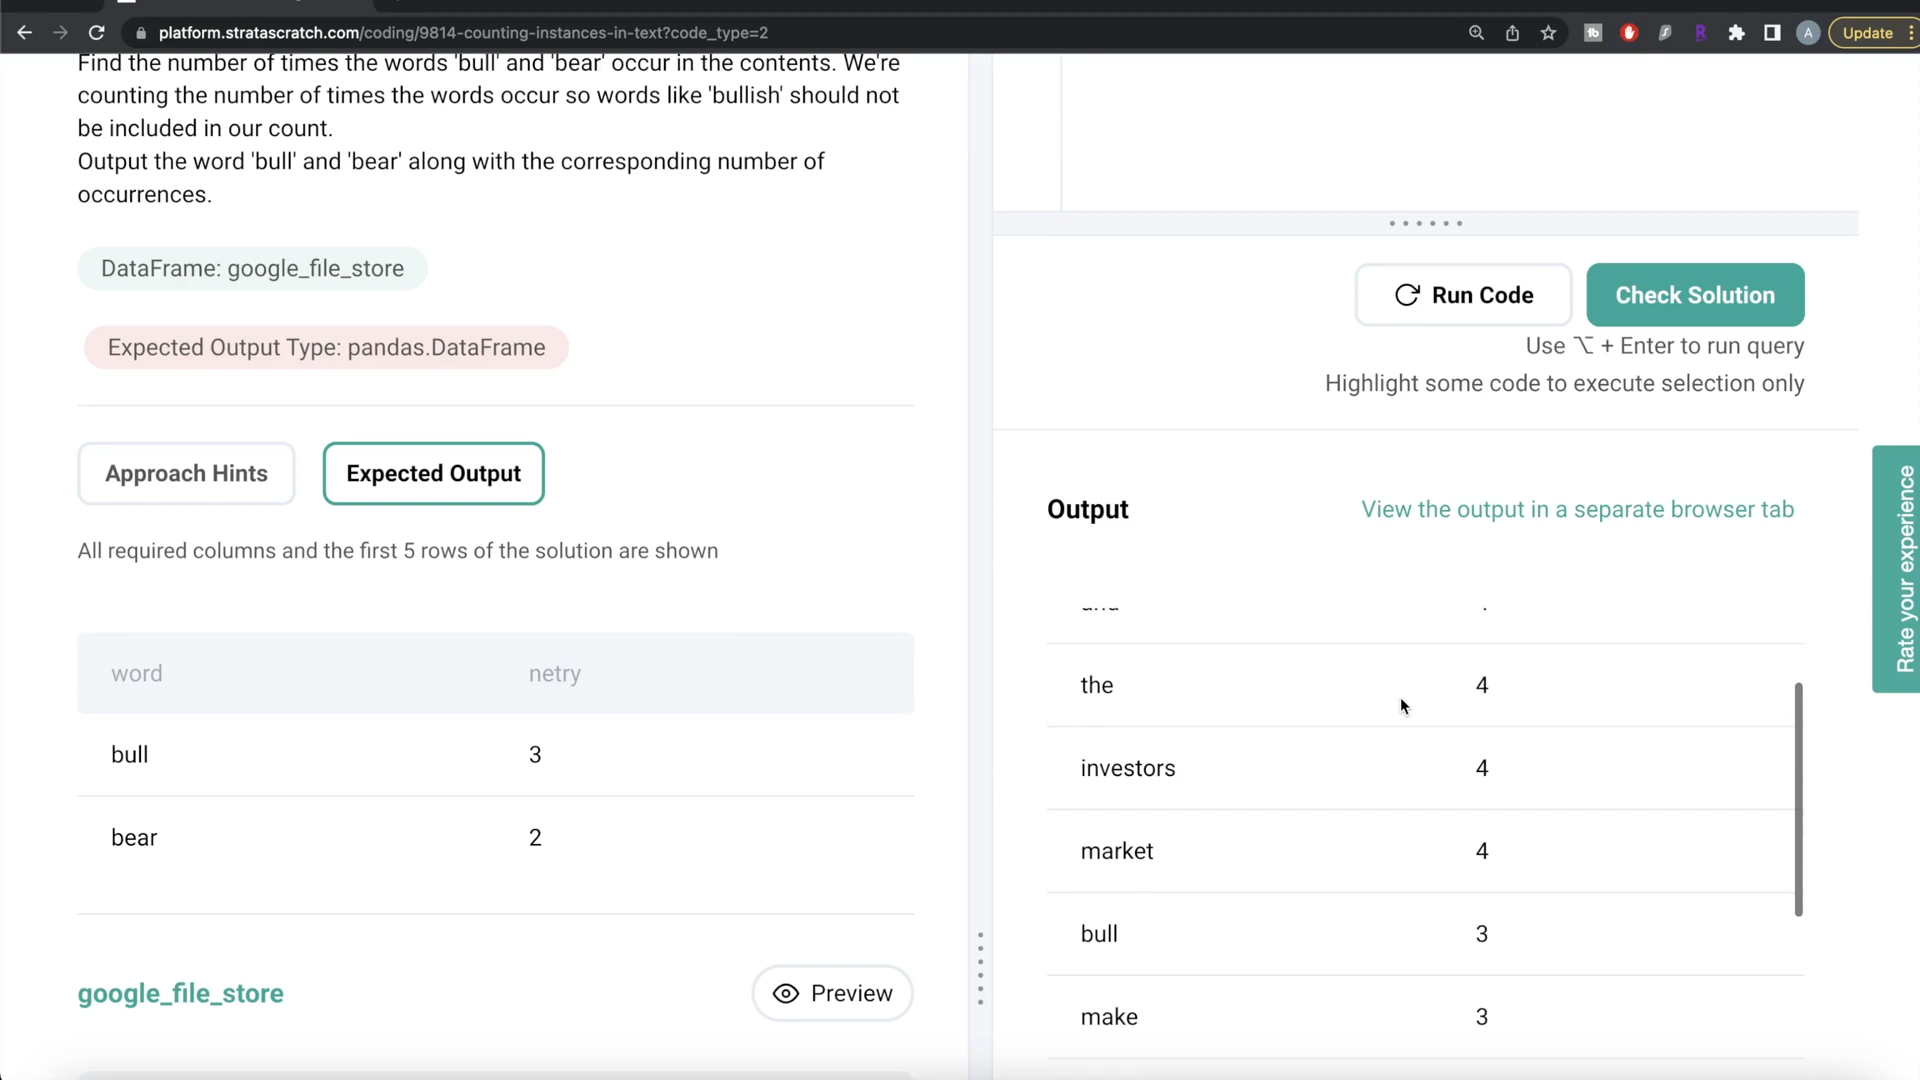 platform.stratascratch.com/coding/9814-counting-instances-in-text?code_type=2
A
Update
Find the number of times the words 'bull' and 'bear' occur in the contents. We're
counting the number of times the words occur so words like 'bullish' should not
be included in our count.
Output the word 'bull' and 'bear' along with the corresponding number of
occurrences.
DataFrame: google_file_store
Expected Output Type: pandas.DataFrame
Approach Hints
Expected Output
All required columns and the first 5 rows of the solution are shown
word netry
bull 3
bear 2
google_file_store
Preview
Run Code
Check Solution
Use ⌥ + Enter to run query
Highlight some code to execute selection only
Output
View the output in a separate browser tab
the 4
investors 4
market 4
bull 3
make 3
Rate your experience